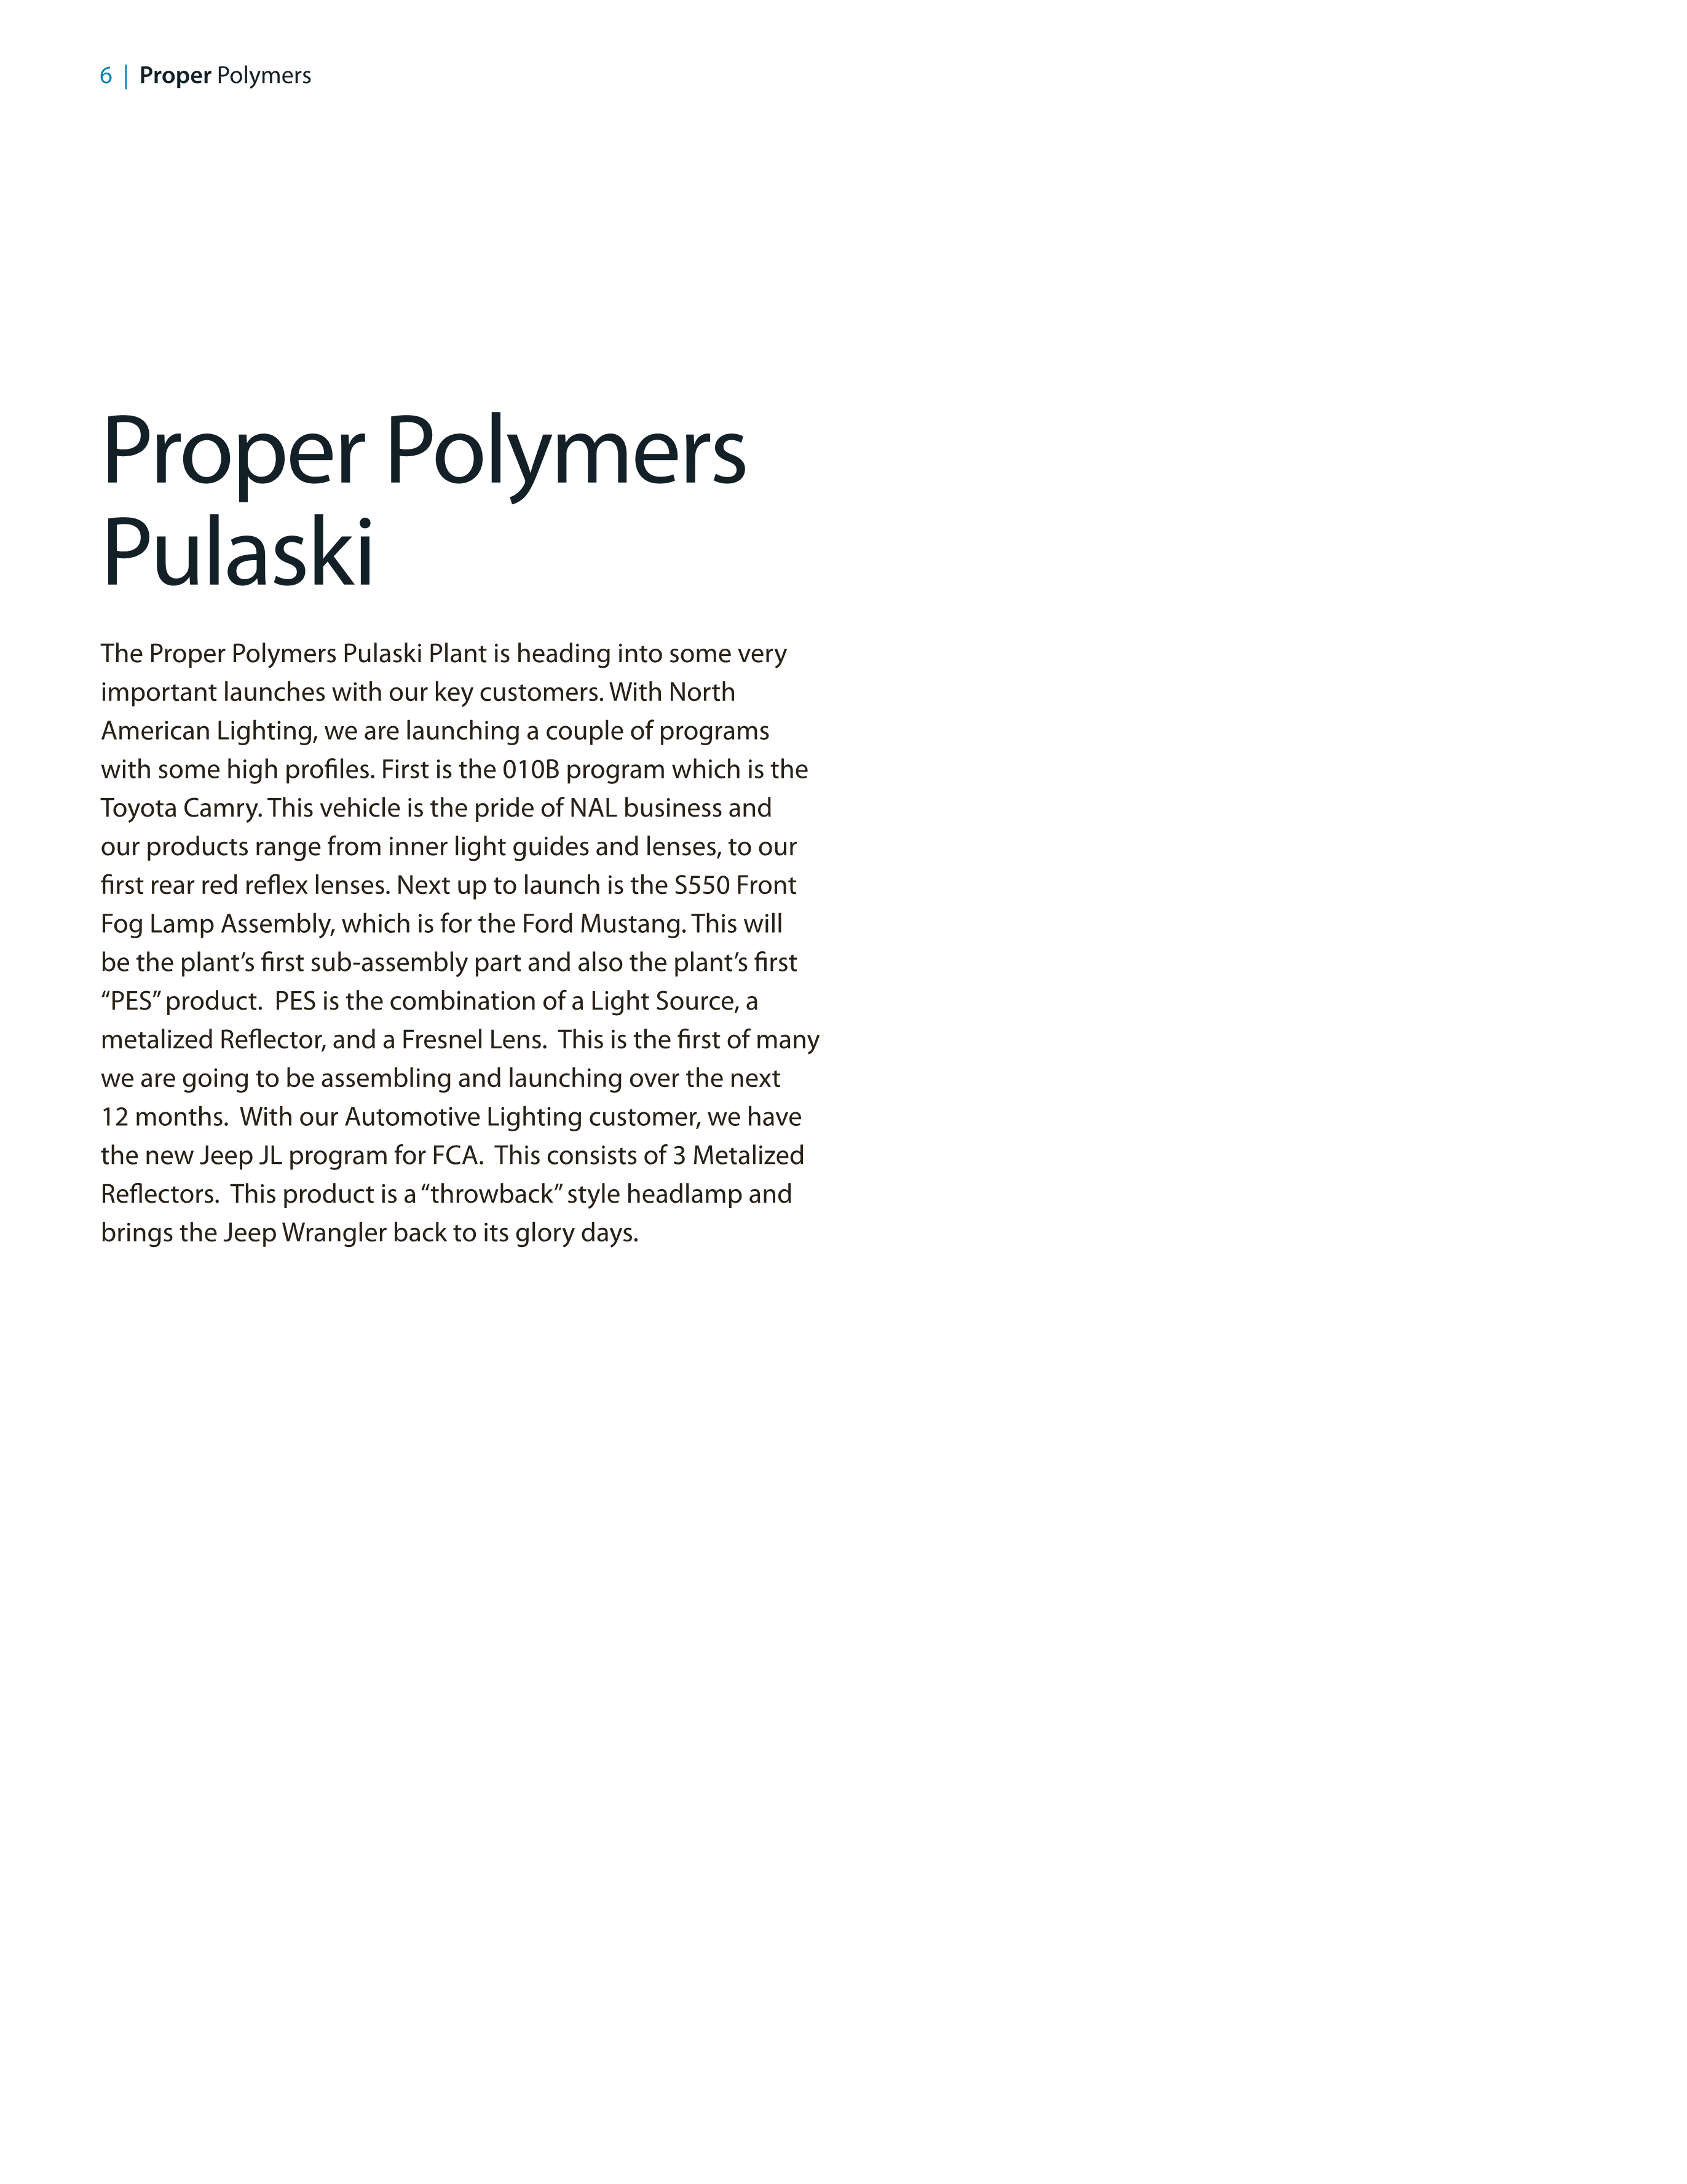 6 | Proper Polymers
Proper Polymers
Pulaski
The Proper Polymers Pulaski Plant is heading into some very
important launches with our key customers. With North
American Lighting, we are launching a couple of programs
with some high profiles. First is the 010B program which is the
Toyota Camry. This vehicle is the pride of NAL business and
our products range from inner light guides and lenses, to our
first rear red reflex lenses. Next up to launch is the S550 Front
Fog Lamp Assembly, which is for the Ford Mustang. This will
be the plant’s first sub-assembly part and also the plant’s first
“PES” product.  PES is the combination of a Light Source, a
metalized Reflector, and a Fresnel Lens.  This is the first of many
we are going to be assembling and launching over the next
12 months.  With our Automotive Lighting customer, we have
the new Jeep JL program for FCA.  This consists of 3 Metalized
Reflectors.  This product is a “throwback” style headlamp and
brings the Jeep Wrangler back to its glory days.